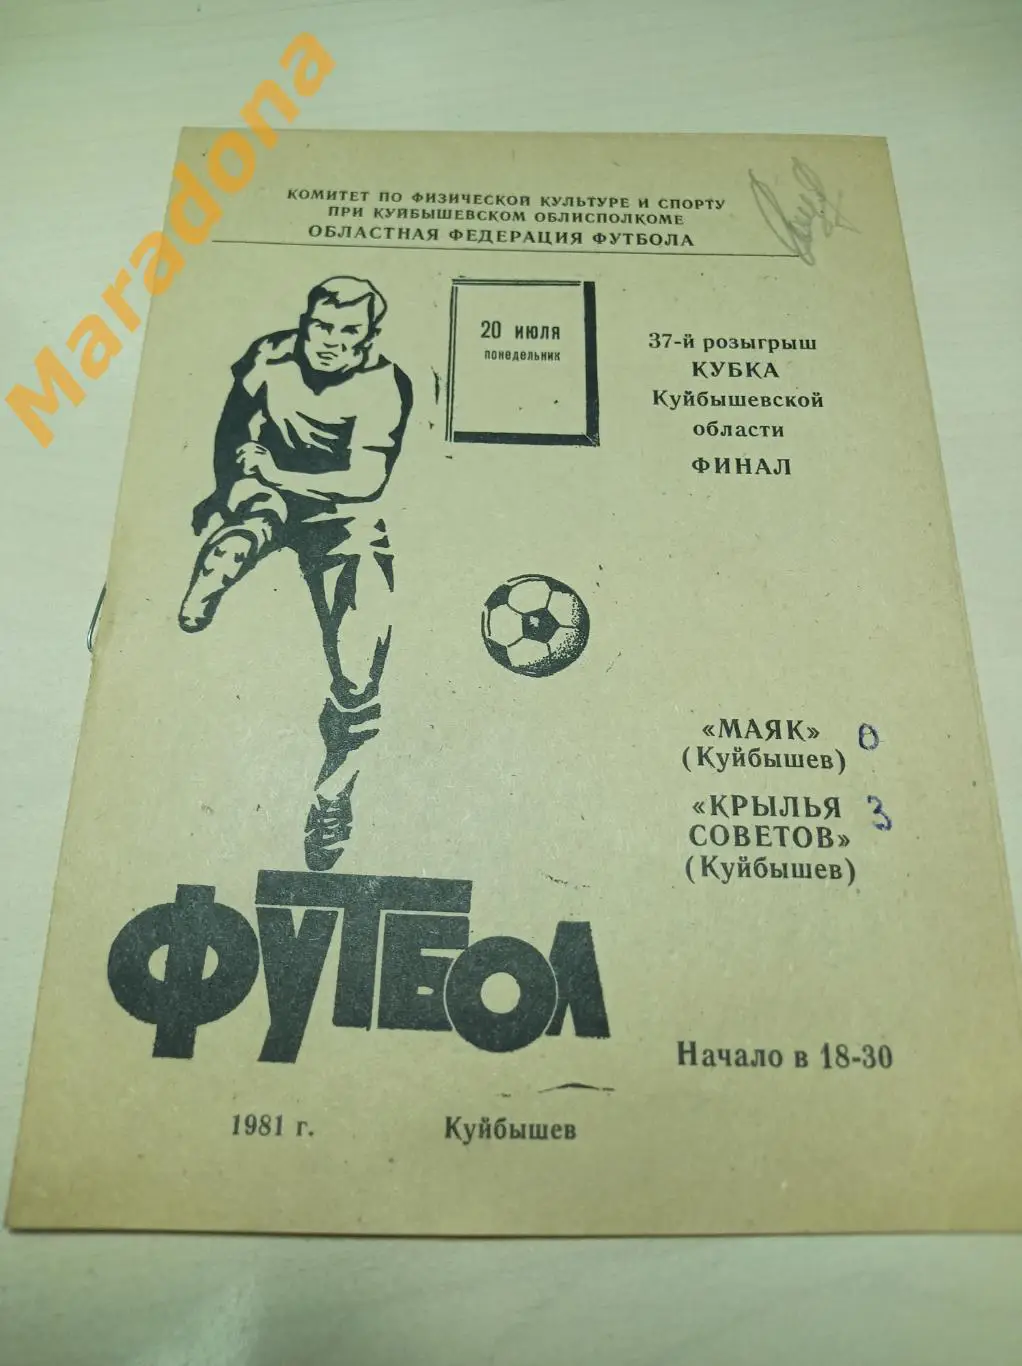 Maradona
КОМИТЕТ ПО ФИЗИЧЕСКОЙ КУЛЬТУРЕ И СПОРТУ
ПРИ КУЙБЫШЕВСКОМ ОБЛИСПОЛКОМЕ
ОБЛАСТНАЯ ФЕДЕРАЦИЯ ФУТБОЛА
20 ИЮЛЯ
понедельник
37-й розыгрыш
КУБКА
Куйбышевской
области
ФИНАЛ
«МАЯК» 0
(Куйбышев)
«КРЫЛЬЯ 3
СОВЕТОВ»
(Куйбышев)
ФУТБОЛ
Начало в 18-30
1981 г. Куйбышев